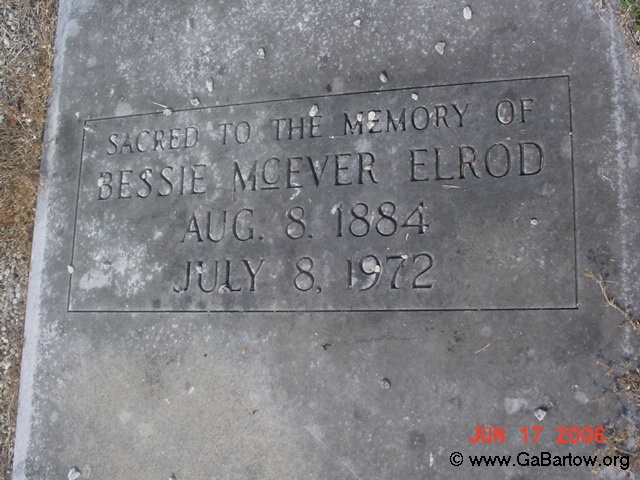 SACRED TO THE MEMORY OF
BESSIE McEVER ELROD
AUG. 8, 1884
JULY 8, 1972
JUN 17 2006
© www.GaBartow.org